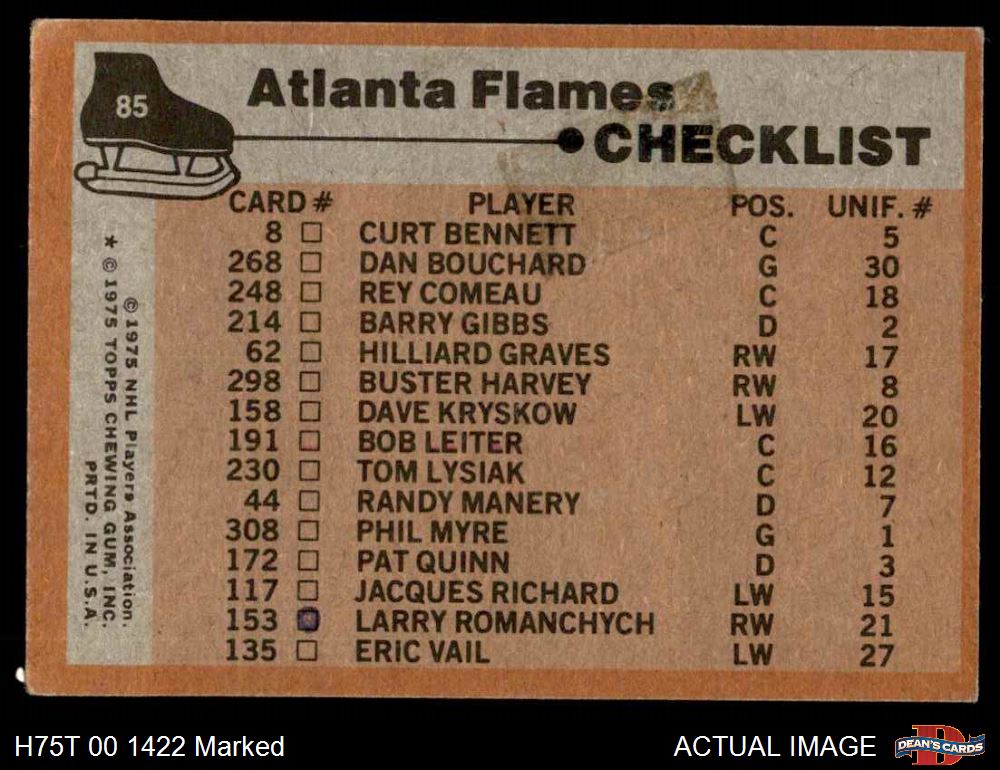 85
Atlanta Flames
CHECKLIST
CARD # PLAYER POS. UNIF. #
8 CURT BENNETT C 5
268 DAN BOUCHARD G 30
248 REY COMEAU C 18
214 BARRY GIBBS D 2
62 HILLIARD GRAVES RW 17
298 BUSTER HARVEY RW 8
158 DAVE KRYSKOW LW 20
191 BOB LEITER C 16
230 TOM LYSIAK C 12
44 RANDY MANERY D 7
308 PHIL MYRE G 1
172 PAT QUINN D 3
117 JACQUES RICHARD LW 15
153 LARRY ROMANCHYCH RW 21
135 ERIC VAIL LW 27
© 1975 NHL Players Association.
* © 1975 TOPPS CHEWING GUM, INC.
PRTD. IN U.S.A.
H75T 00 1422 Marked
ACTUAL IMAGE
D
DEAN'S CARDS